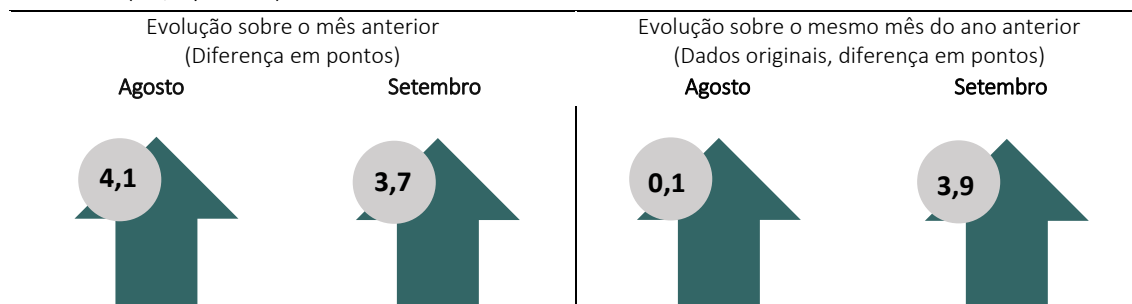 Evolução sobre o mês anterior
(Diferença em pontos)
Agosto
Setembro
4,1
3,7
Evolução sobre o mesmo mês do ano anterior
(Dados originais, diferença em pontos)
Agosto
Setembro
0,1
3,9